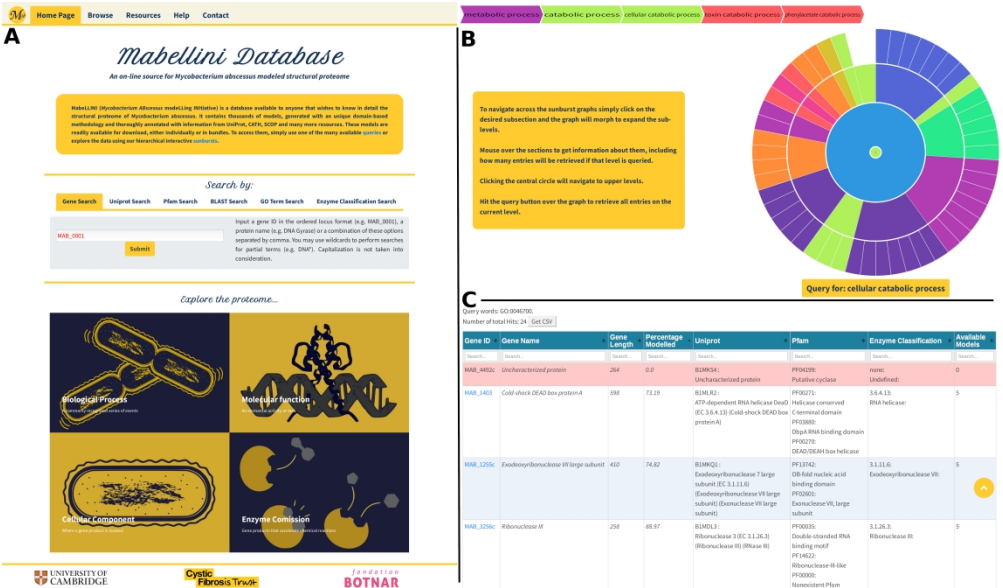 Home Page Browse Resources Help Contact
A
Mabellini Database
An on-line source for Mycobacterium abscessus modeled structural proteome
MabeLLINI (Mycobacterium Abscessus modelLing INItiative) is a database available to anyone that wishes to know in detail the
structural proteome of Mycobacterium abscessus. It contains thousands of models, generated with an unique domain-based
methodology and thoroughly annotated with information from UniProt, CATH, SCOP and many more resources. These models are
readily available for download, either individually or in bundles. To access them, simply use one of the many available queries or
explore the data using our hierarchical interactive sunbursts.
Search by:
Gene Search Uniprot Search Pfam Search BLAST Search GO Term Search Enzyme Classification Search
MAB_0001
Submit
Input a gene ID in the ordered locus format (e.g. MAB_0001), a
protein name (e.g. DNA Gyrase) or a combination of these options
separated by comma. You may use wildcards to perform searches
for partial terms (e.g. DNA*). Capitalization is not taken into
consideration.
Explore the proteome...
Biological Process
Molecular function
Cellular Component
Enzyme Comission
UNIVERSITY OF
CAMBRIDGE
Cystic
Fibrosis Trust
fondation
BOTNAR
metabolic process catabolic process cellular catabolic process toxin catabolic process phenylacetate catabolic process
B
To navigate across the sunburst graphs simply click on the
desired subsection and the graph will morph to expand the sub-
levels.
Mouse over the sections to get information about them, including
how many entries will be retrieved if that level is queried.
Clicking the central circle will navigate to upper levels.
Hit the query button over the graph to retrieve all entries on the
current level.
Query for: cellular catabolic process
C
Query words: GO:0046700.
Number of total Hits: 24 Get CSV
Gene ID Gene Name Gene Length Percentage Modelled Uniprot Pfam Enzyme Classification Available Models
Search... Search... Search... Search... Search... Search... Search... Search...
MAB_4492c Uncharacterized protein 264 0.0 B1MK54: Uncharacterized protein PF04199: Putative cyclase none: Undefined: 0
MAB_1403 Cold-shock DEAD box protein A 598 73.19 B1MLR2: 3.6.4.13: 5
ATP-dependent RNA helicase DeaD RNA helicase:
(EC 3.6.4.13) (Cold-shock DEAD box
protein A)
PF00271:
Helicase conserved
C-terminal domain
PF03880:
DbpA RNA binding domain
PF00270:
DEAD/DEAH box helicase
MAB_1255c Exodeoxyribonuclease VII large subunit 410 74.82 B1MKQ1: 3.1.11.6: 5
Exodeoxyribonuclease 7 large Exodeoxyribonuclease VII:
subunit (EC 3.1.11.6)
(Exodeoxyribonuclease VII large
subunit) (Exonuclease VII large
subunit)
PF13742:
OB-fold nucleic acid
binding domain
PF02601:
Exonuclease VII, large
subunit
MAB_3256c Ribonuclease III 258 88.97 B1MDL3: 3.1.26.3: 5
Ribonuclease 3 (EC 3.1.26.3) Ribonuclease III:
(Ribonuclease III) (RNase III)
PF00035:
Double-stranded RNA
binding motif
PF14622:
Ribonuclease-III-like
PF00000:
Nonexistent Pfam